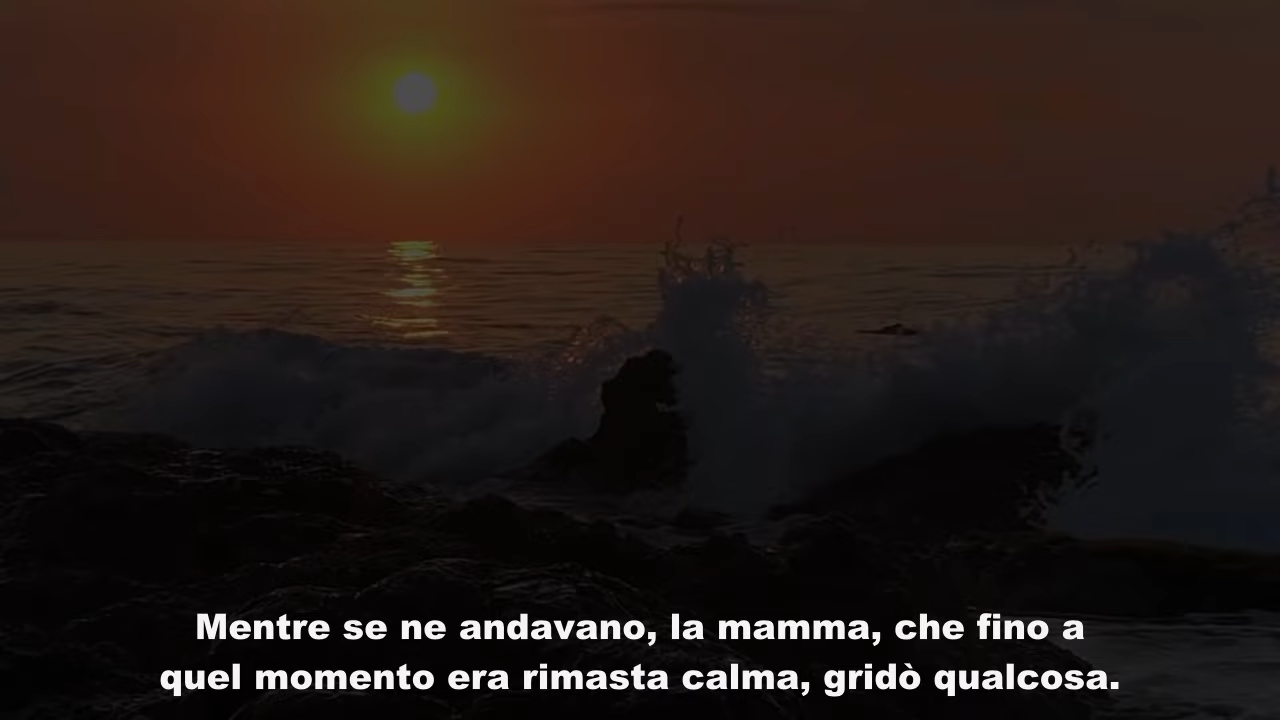 Mentre se ne andavano, la mamma, che fino a
quel momento era rimasta calma, gridò qualcosa.